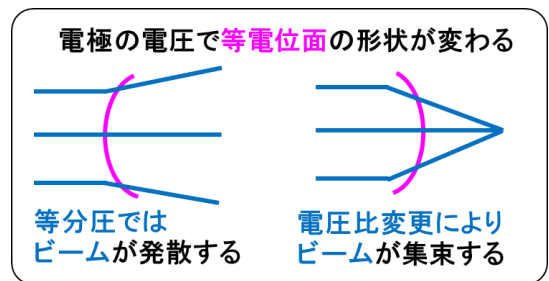 電極の電圧で等電位面の形状が変わる
等分圧では
ビームが発散する
電圧比変更により
ビームが集束する